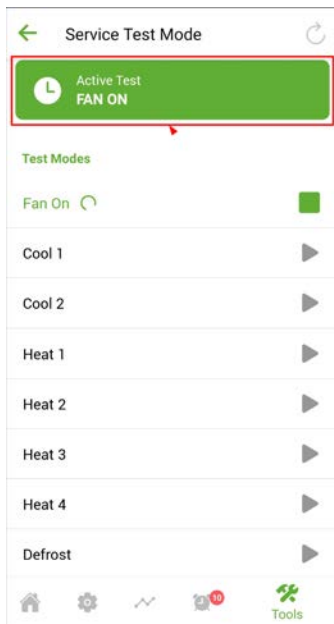 Service Test Mode
Active Test
FAN ON
Test Modes
Fan On
Cool 1
Cool 2
Heat 1
Heat 2
Heat 3
Heat 4
Defrost
10
Tools